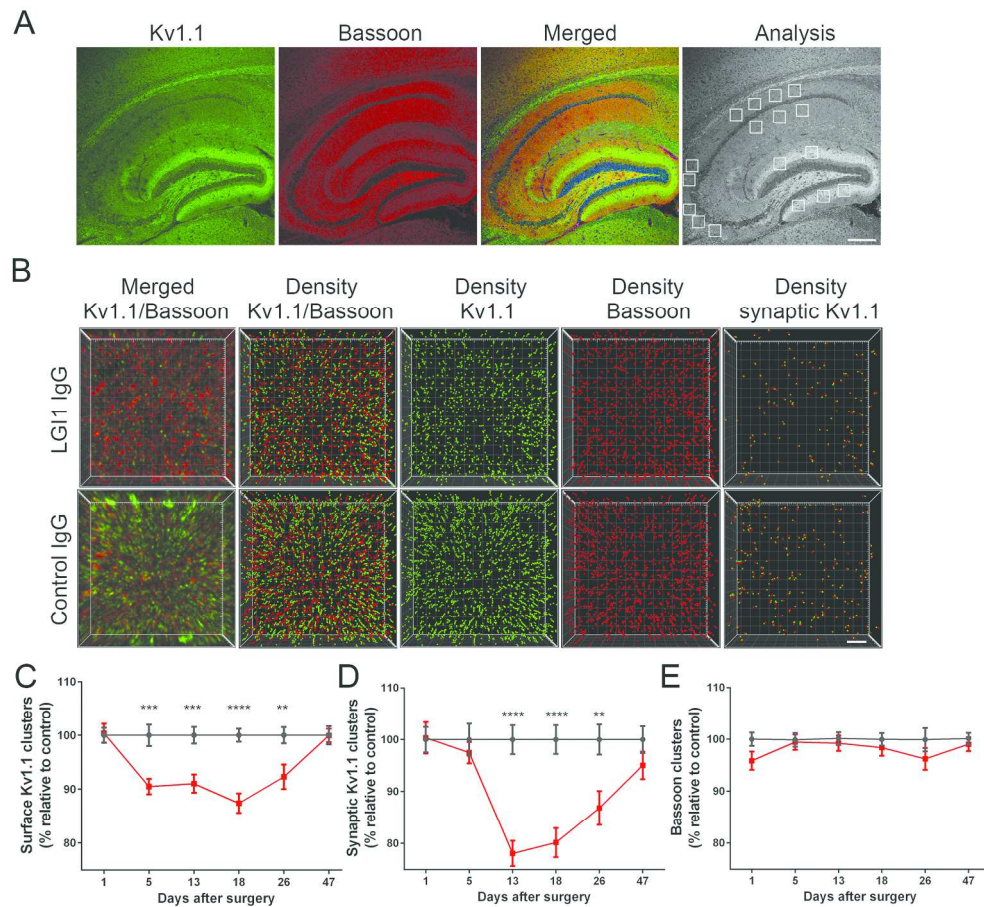 A
Kv1.1
Bassoon
Merged
Analysis
B
Merged
Kv1.1/Bassoon
Density
Kv1.1/Bassoon
Density
Kv1.1
Density
Bassoon
Density
synaptic Kv1.1
LGI1 IgG
Control IgG
C
110
100
90
80
*** *** **** **
1 5 13 18 26 47
Days after surgery
Surface Kv1.1 clusters
(% relative to control)
D
110
100
90
80
**** **** **
1 5 13 18 26 47
Days after surgery
Synaptic Kv1.1 clusters
(% relative to control)
E
110
100
90
80
1 5 13 18 26 47
Days after surgery
Bassoon clusters
(% relative to control)